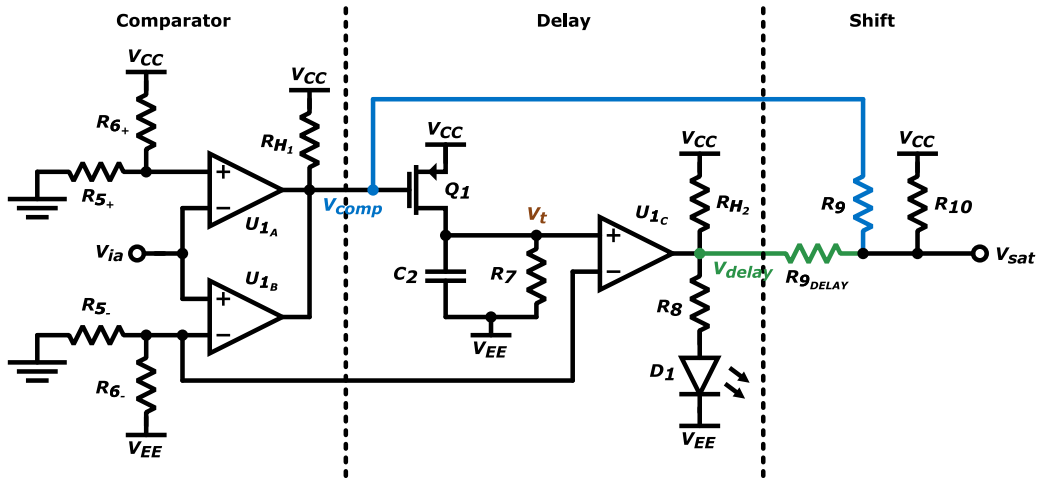 Comparator
Delay
Shift
VCC
R6+
R5+
+
−
U1A
Via
U1B
+
−
R5-
R6-
VEE
VCC
RH1
Vcomp
VCC
Q1
Vt
C2
R7
VEE
U1C
+
−
VCC
RH2
Vdelay
R8
D1
VEE
R9DELAY
R9
VCC
R10
Vsat